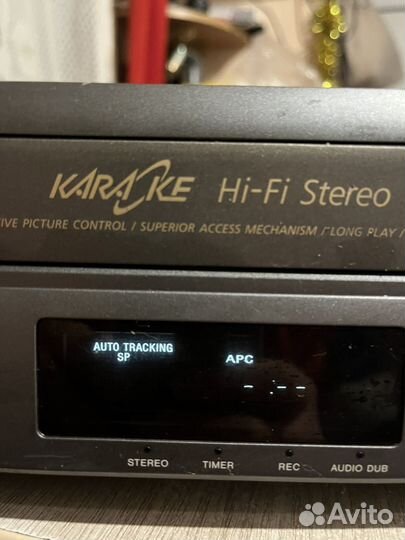 KARAOKE Hi-Fi Stereo
TIVE PICTURE CONTROL / SUPERIOR ACCESS MECHANISM / LONG PLAY /
AUTO TRACKING
SP
APC
- :- -
STEREO TIMER REC AUDIO DUB
Avito